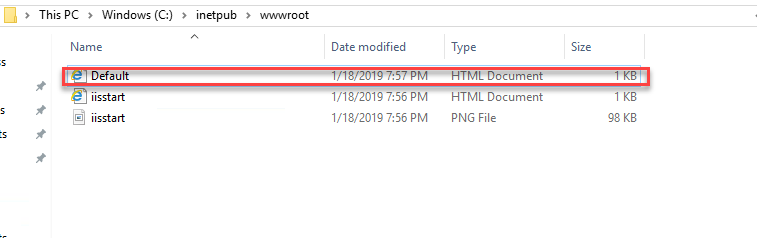 This PC > Windows (C:) > inetpub > wwwroot
Name Date modified Type Size
Default 1/18/2019 7:57 PM HTML Document 1 KB
iisstart 1/18/2019 7:56 PM HTML Document 1 KB
iisstart 1/18/2019 7:56 PM PNG File 98 KB
ss
s
ts